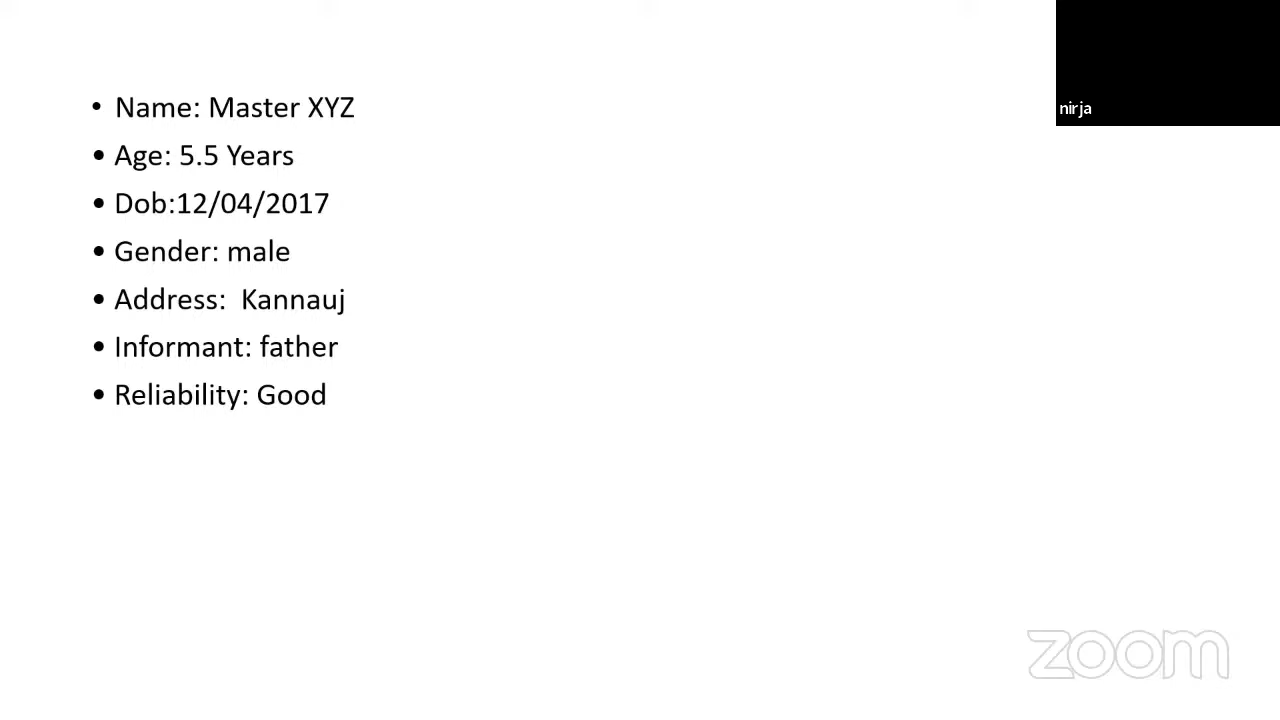 • Name: Master XYZ
• Age: 5.5 Years
• Dob:12/04/2017
• Gender: male
• Address:  Kannauj
• Informant: father
• Reliability: Good
nirja
zoom